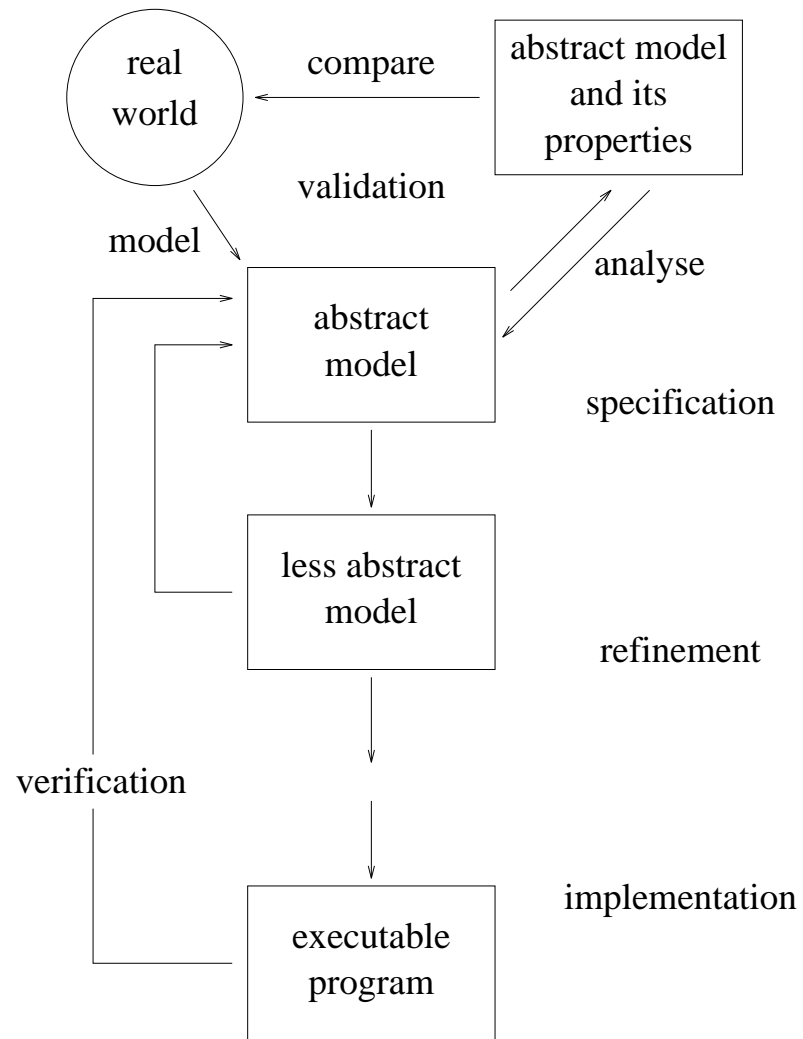 real
world
compare
abstract model
and its
properties
validation
model
analyse
abstract
model
specification
less abstract
model
refinement
verification
implementation
executable
program